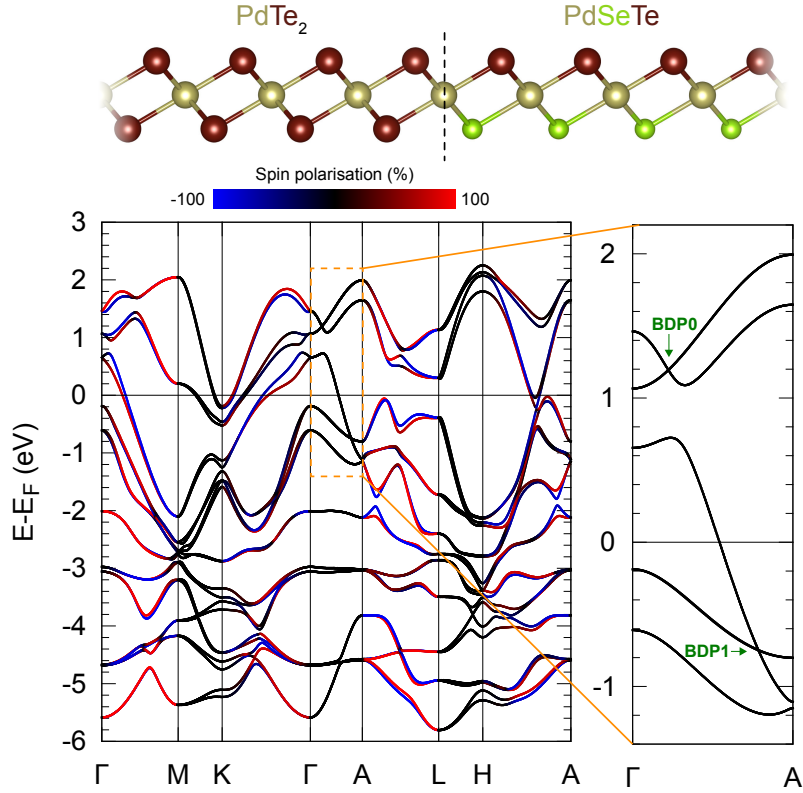 PdTe₂ PdSeTe
Spin polarisation (%)
-100 100
3
2
1
0
-1
-2
-3
-4
-5
-6
E-E_F (eV)
Γ M K Γ A L H A
2
1
0
-1
BDP0
BDP1
Γ A